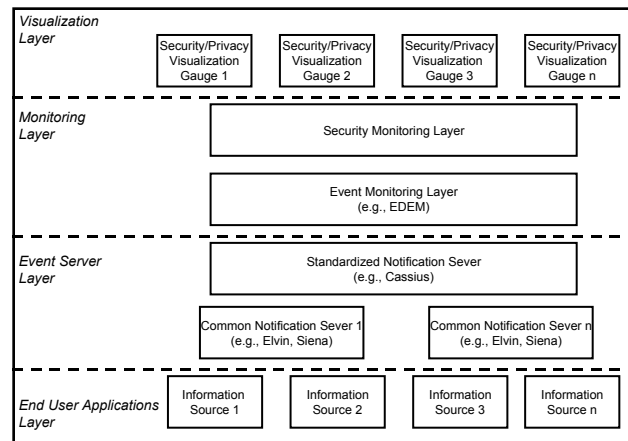 Visualization
Layer
Security/Privacy
Visualization
Gauge 1
Security/Privacy
Visualization
Gauge 2
Security/Privacy
Visualization
Gauge 3
Security/Privacy
Visualization
Gauge n
Monitoring
Layer
Security Monitoring Layer
Event Monitoring Layer
(e.g., EDEM)
Event Server
Layer
Standardized Notification Sever
(e.g., Cassius)
Common Notification Sever 1
(e.g., Elvin, Siena)
Common Notification Sever n
(e.g., Elvin, Siena)
End User Applications
Layer
Information
Source 1
Information
Source 2
Information
Source 3
Information
Source n